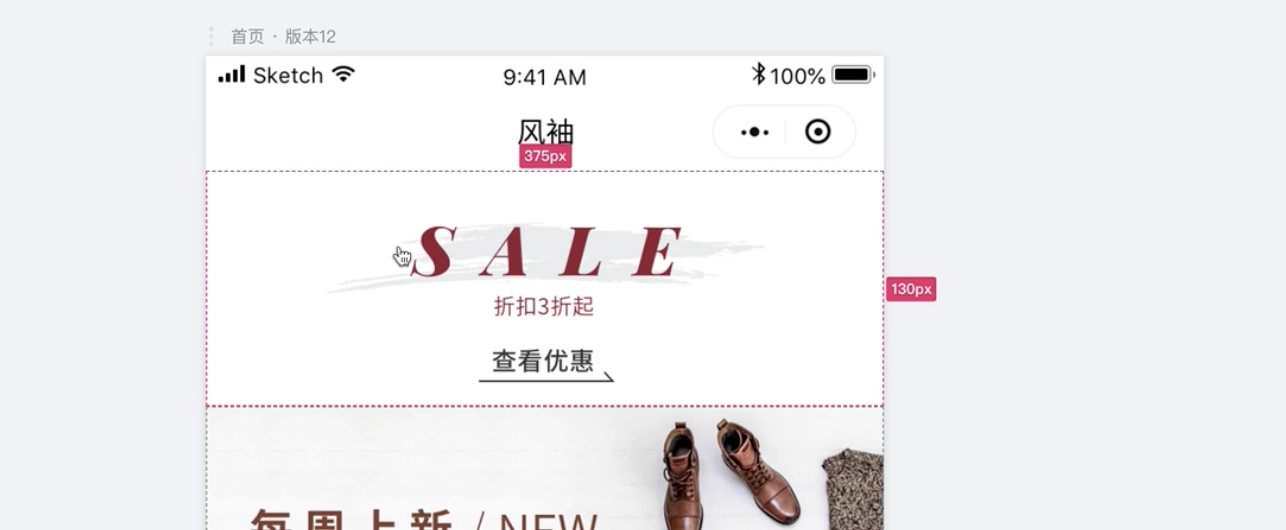 首页 · 版本12
Sketch 9:41 AM 100%
风袖
375px
SALE
130px
折扣3折起
查看优惠
每周上新 / NEW